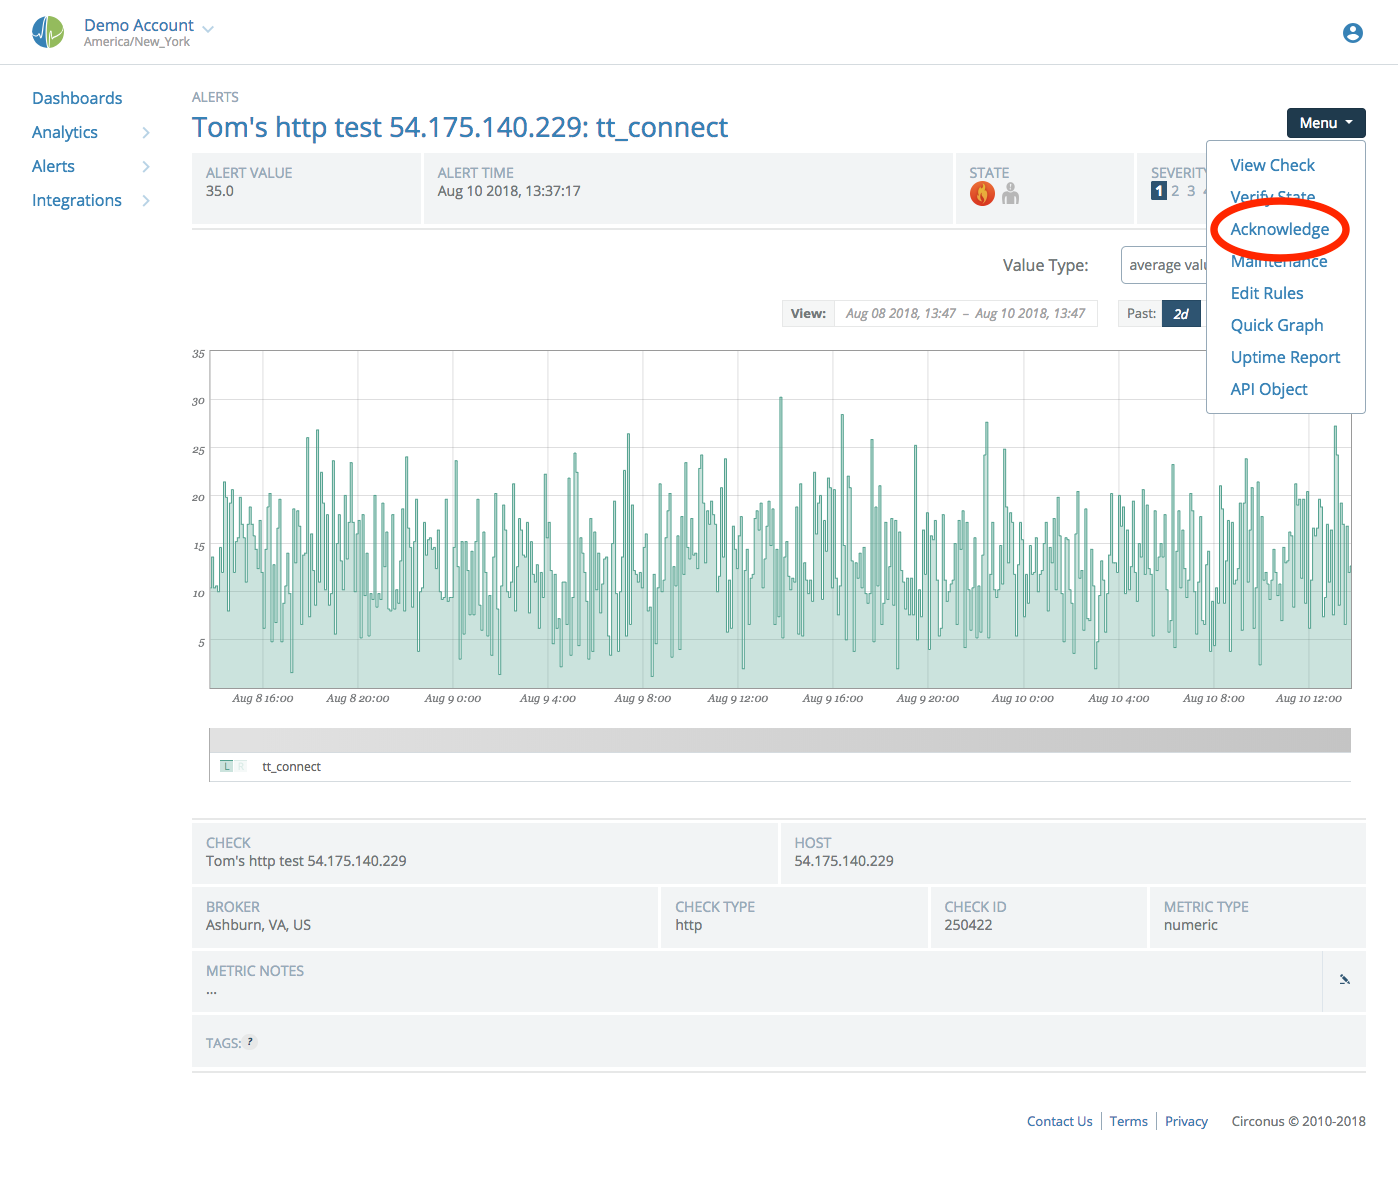 Demo Account
America/New_York
Dashboards
Analytics
Alerts
Integrations
ALERTS
Tom's http test 54.175.140.229: tt_connect
Menu
View Check
Verify State
Acknowledge
Maintenance
Edit Rules
Quick Graph
Uptime Report
API Object
ALERT VALUE
35.0
ALERT TIME
Aug 10 2018, 13:37:17
STATE
SEVERITY
1 2 3
Value Type:
average valu
View: Aug 08 2018, 13:47 – Aug 10 2018, 13:47
Past: 2d
35
30
25
20
15
10
5
Aug 8 16:00 Aug 8 20:00 Aug 9 0:00 Aug 9 4:00 Aug 9 8:00 Aug 9 12:00 Aug 9 16:00 Aug 9 20:00 Aug 10 0:00 Aug 10 4:00 Aug 10 8:00 Aug 10 12:00
L R tt_connect
CHECK
Tom's http test 54.175.140.229
HOST
54.175.140.229
BROKER
Ashburn, VA, US
CHECK TYPE
http
CHECK ID
250422
METRIC TYPE
numeric
METRIC NOTES
...
TAGS: ?
Contact Us Terms Privacy Circonus © 2010-2018